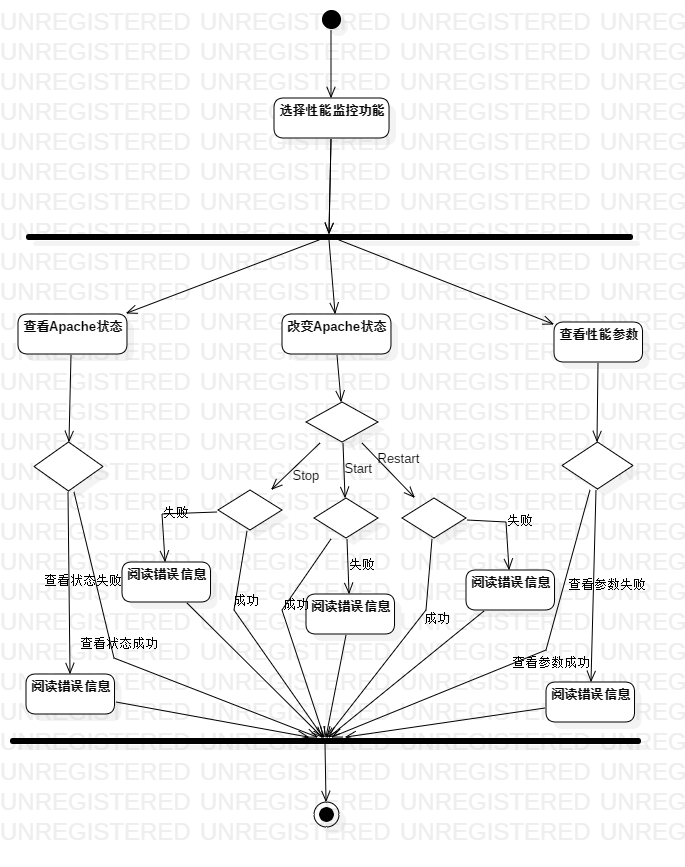 选择性能监控功能
查看Apache状态
改变Apache状态
查看性能参数
Stop
Start
Restart
失败
失败
失败
查看状态失败
阅读错误信息
阅读错误信息
阅读错误信息
查看参数失败
成功
成功
成功
查看状态成功
查看参数成功
阅读错误信息
阅读错误信息
UNREGISTERED UNREGISTERED UNREGISTERED UNREG